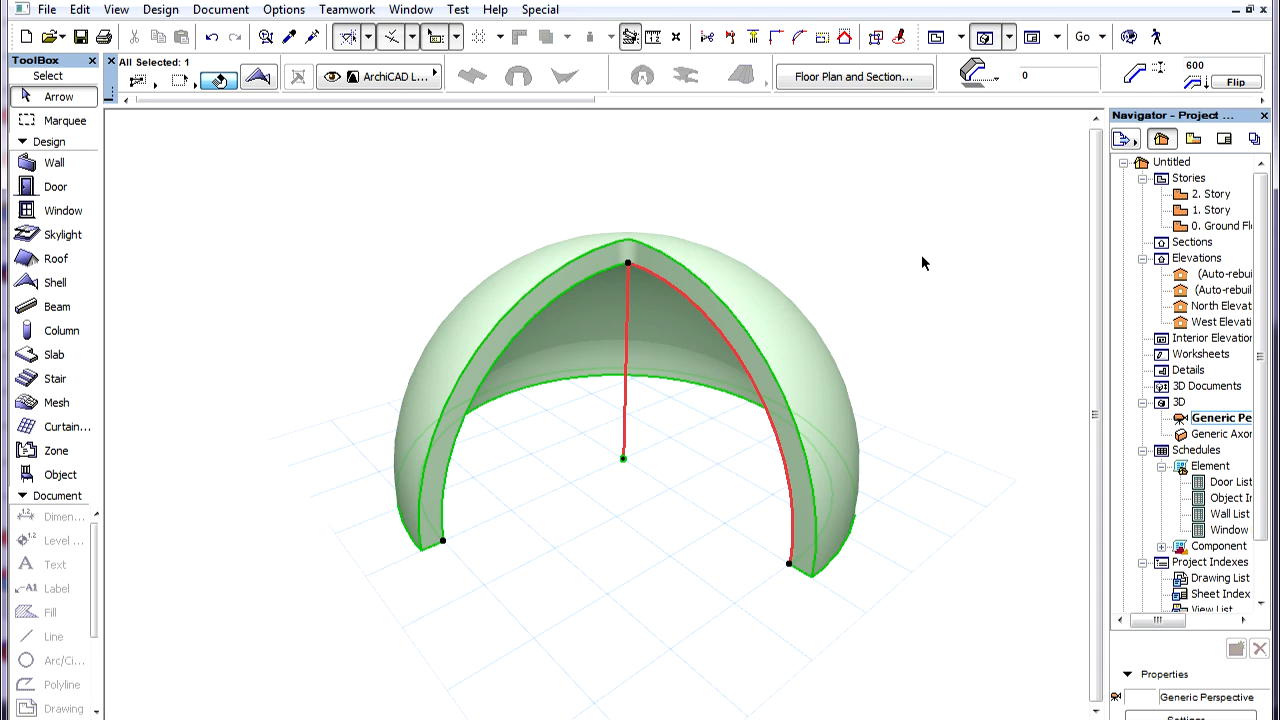 File Edit View Design Options Document Options Teamwork Window Test Help Special
ToolBox
All Selected: 1
Select
ArchiCAD L...
Floor Plan and Section...
0
600
Flip
Go
Arrow
Marquee
Design
Wall
Door
Window
Skylight
Roof
Shell
Beam
Column
Slab
Stair
Mesh
Curtain...
Zone
Object
Document
Dimen...
Level ...
Text
Label
Fill
Line
Arc/Ci...
Polyline
Drawing
Navigator - Project ...
Untitled
Stories
2. Story
1. Story
0. Ground Fl
Sections
Elevations
(Auto-rebui
(Auto-rebui
North Elevat
West Elevati
Interior Elevation
Worksheets
Details
3D Documents
3D
Generic Pe
Generic Axor
Schedules
Element
Door List
Object In
Wall List
Window
Component
Project Indexes
Drawing List
Sheet Index
View List
Properties
Generic Perspective
Settings...